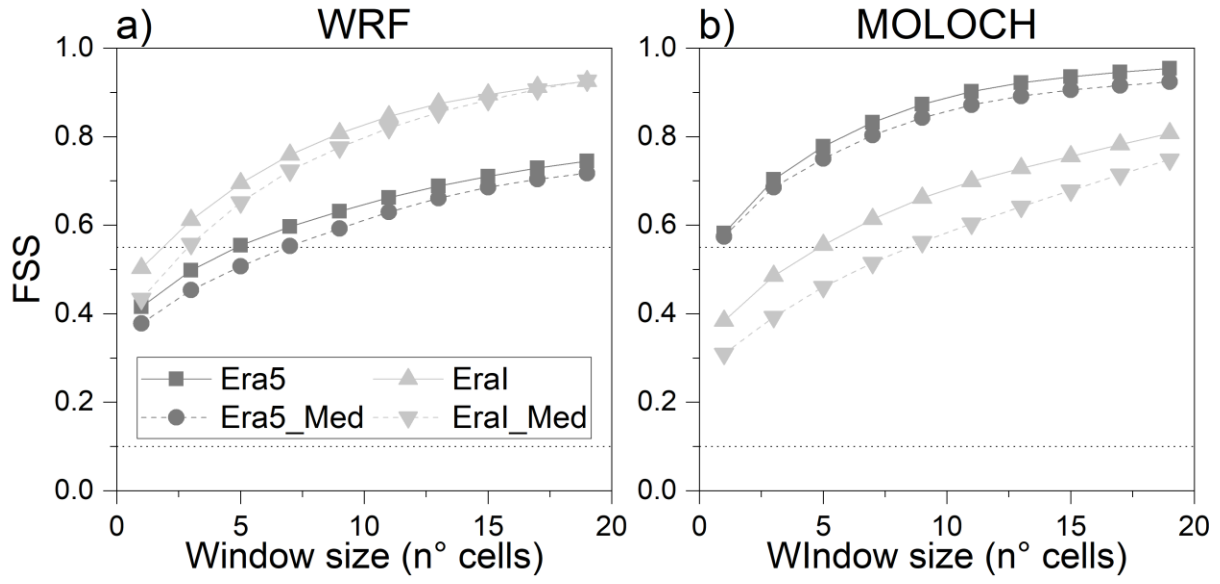 a) WRF
b) MOLOCH
FSS
1.0
0.8
0.6
0.4
0.2
0.0
Era5
EraI
Era5_Med
EraI_Med
0 5 10 15 20
Window size (n° cells)
1.0
0.8
0.6
0.4
0.2
0.0
0 5 10 15 20
WIndow size (n° cells)